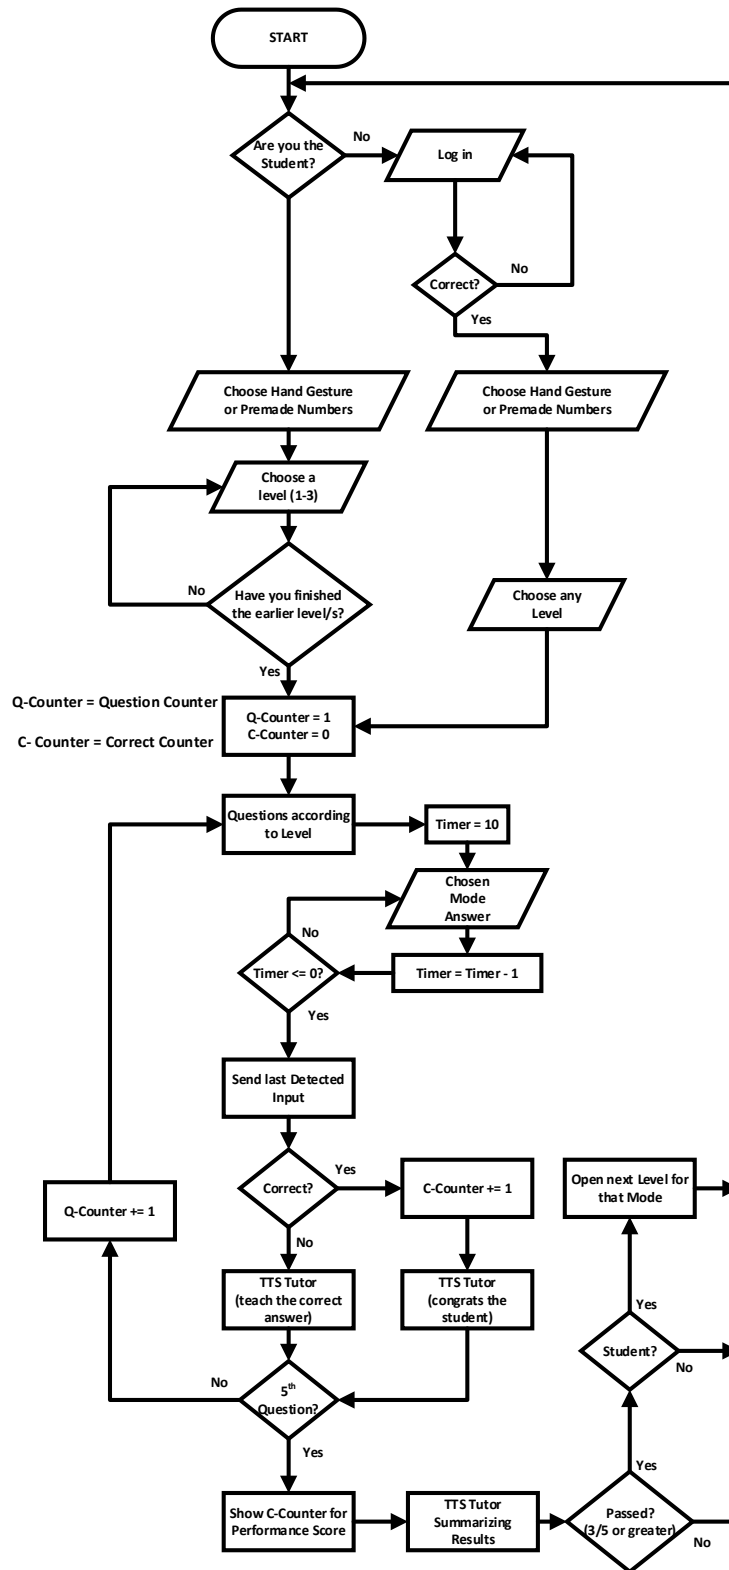 START
Are you the
Student?
No
Log in
Correct?
No
Yes
Choose Hand Gesture
or Premade Numbers
Choose Hand Gesture
or Premade Numbers
Choose a
level (1-3)
No
Have you finished
the earlier level/s?
Choose any
Level
Yes
Q-Counter = Question Counter
C- Counter = Correct Counter
Q-Counter = 1
C-Counter = 0
Questions according
to Level
Timer = 10
Chosen
Mode
Answer
No
Timer <= 0?
Timer = Timer - 1
Yes
Send last Detected
Input
Correct?
Yes
C-Counter += 1
Open next Level for
that Mode
Q-Counter += 1
No
TTS Tutor
(teach the correct
answer)
TTS Tutor
(congrats the
student)
Yes
Student?
No
No
5th
Question?
Yes
Yes
Show C-Counter for
Performance Score
TTS Tutor
Summarizing
Results
Passed?
(3/5 or greater)
No